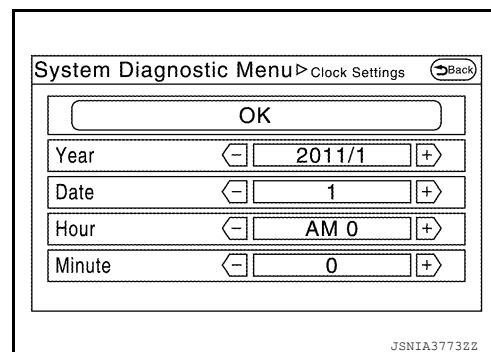 System Diagnostic Menu▷Clock Settings Back
OK
Year - 2011/1 +
Date - 1 +
Hour - AM 0 +
Minute - 0 +
JSNIA3773ZZ